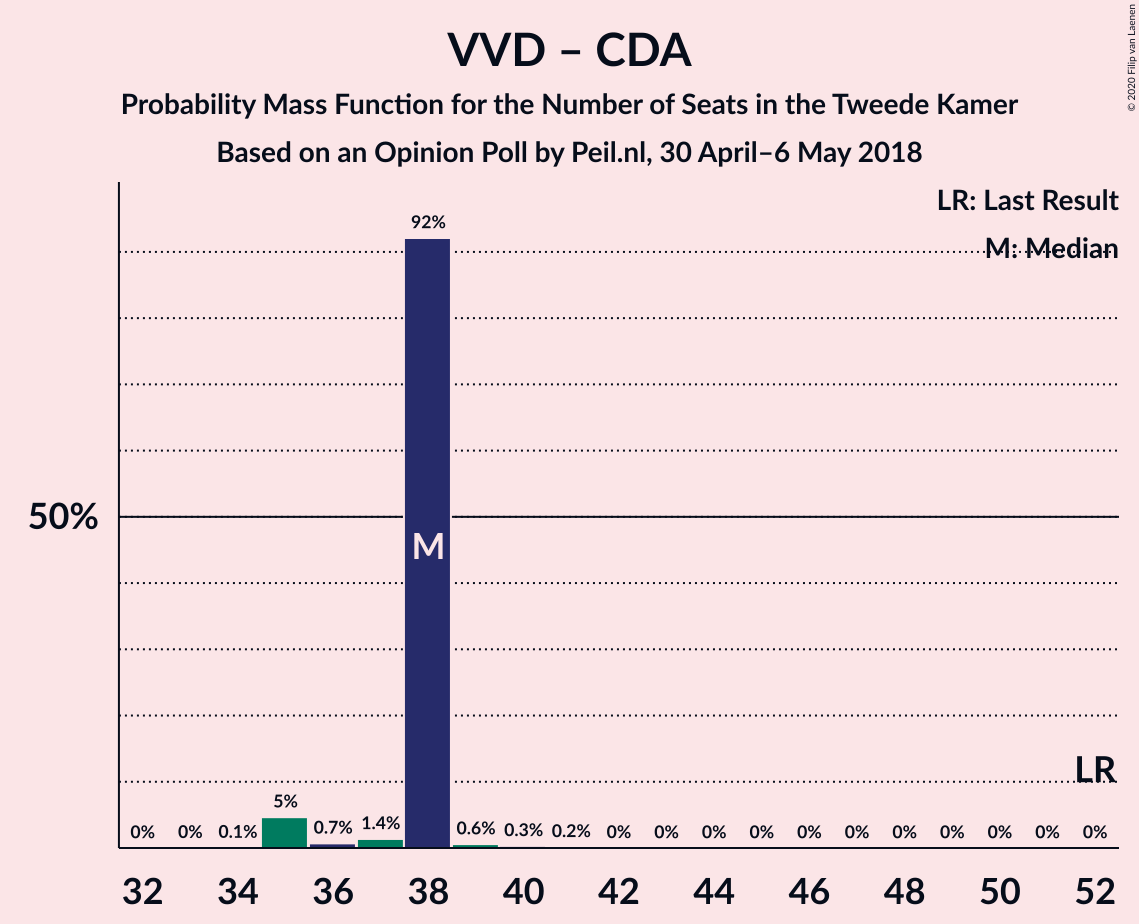 VVD – CDA
Probability Mass Function for the Number of Seats in the Tweede Kamer
Based on an Opinion Poll by Peil.nl, 30 April–6 May 2018
© 2020 Filip van Laenen
LR: Last Result
M: Median
50%
92%
M
LR
0% 0% 0.1% 5% 0.7% 1.4% 0.6% 0.3% 0.2% 0% 0% 0% 0% 0% 0% 0% 0% 0% 0% 0%
32 34 36 38 40 42 44 46 48 50 52